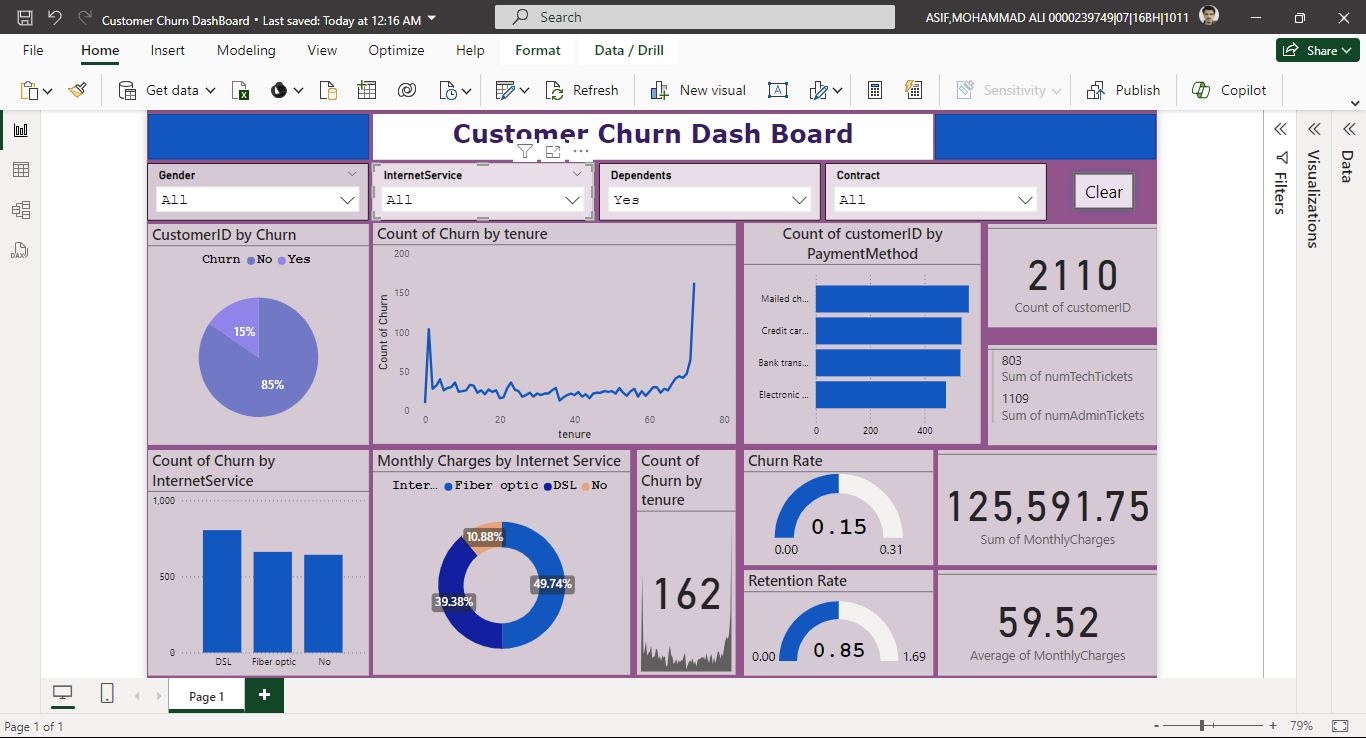 Customer Churn DashBoard • Last saved: Today at 12:16 AM
Search
ASIF,MOHAMMAD ALI 0000239749|07|16BH|1011
File Home Insert Modeling View Optimize Help Format Data / Drill
Share
Get data
Refresh
New visual
Sensitivity
Publish
Copilot
Customer Churn Dash Board
Gender
All
InternetService
All
Dependents
Yes
Contract
All
Clear
Filters
Visualizations
Data
DAX
CustomerID by Churn
Churn No Yes
15%
85%
Count of Churn by tenure
Count of Churn
200
150
100
50
0
0 20 40 60 80
tenure
Count of customerID by
PaymentMethod
Mailed ch...
Credit car...
Bank trans...
Electronic ...
0 200 400
2110
Count of customerID
803
Sum of numTechTickets
1109
Sum of numAdminTickets
Count of Churn by
InternetService
1,000
500
0
DSL Fiber optic No
Monthly Charges by Internet Service
Inter... Fiber optic DSL No
10.88%
49.74%
39.38%
Count of
Churn by
tenure
162
Churn Rate
0.15
0.00 0.31
Retention Rate
0.85
0.00 1.69
125,591.75
Sum of MonthlyCharges
59.52
Average of MonthlyCharges
Page 1
Page 1 of 1
79%